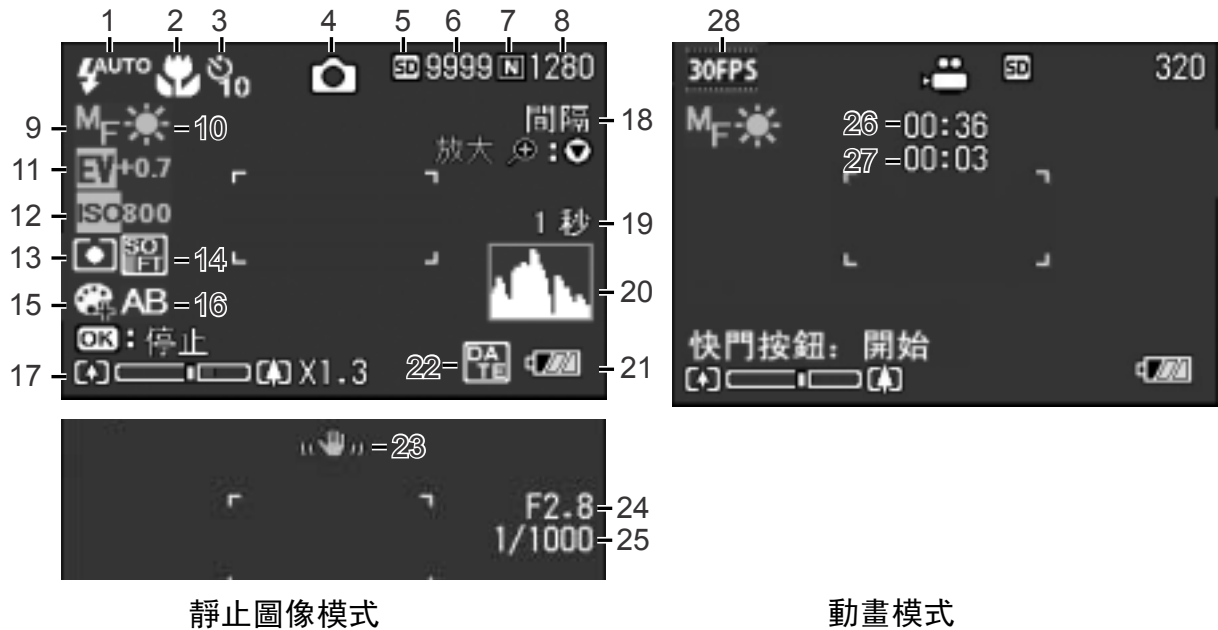 1 2 3 4 5 6 7 8
AUTO 10 SD 9999 N 1280
9 MF =10 間隔 18
放大 :
11 EV +0.7
12 ISO 800 1 秒 19
13 SOFT =14
20
15 AB =16
OK : 停止
17 X1.3 22= DATE 21
=23
F2.8 24
1/1000 25
靜止圖像模式
28
30FPS SD 320
MF 26 =00:36
27 =00:03
快門按鈕: 開始
動畫模式